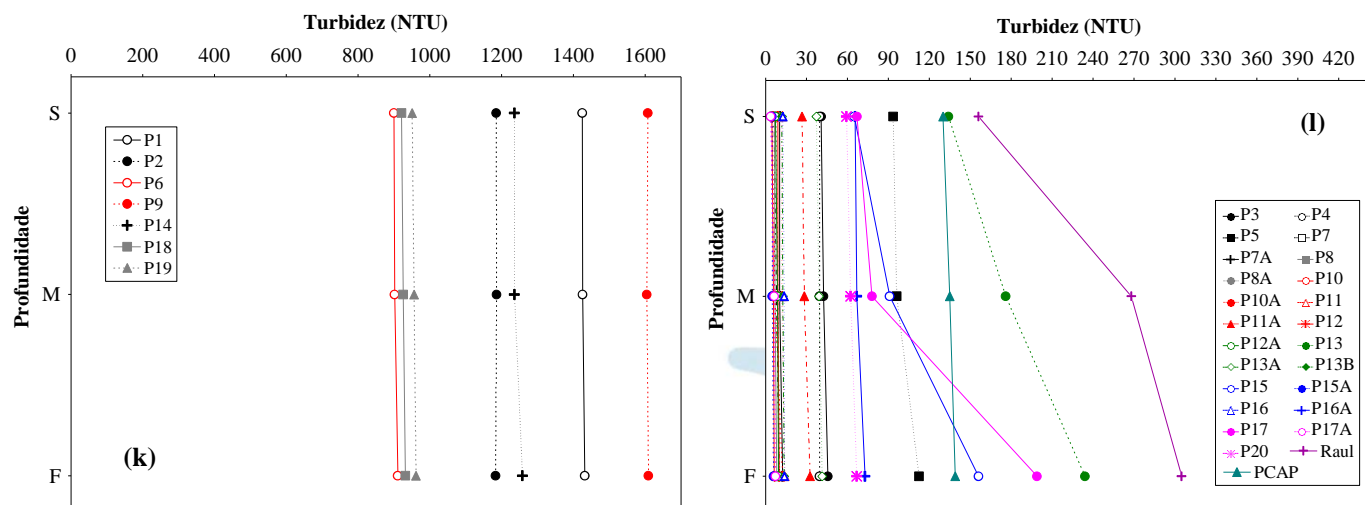 Turbidez (NTU)
0 200 400 600 800 1000 1200 1400 1600
Profundidade
S
M
F
P1
P2
P6
P9
P14
P18
P19
(k)
Turbidez (NTU)
0 30 60 90 120 150 180 210 240 270 300 330 360 390 420
Profundidade
S
M
F
(l)
P3 P4
P5 P7
P7A P8
P8A P10
P10A P11
P11A P12
P12A P13
P13A P13B
P15 P15A
P16 P16A
P17 P17A
P20 Raul
PCAP